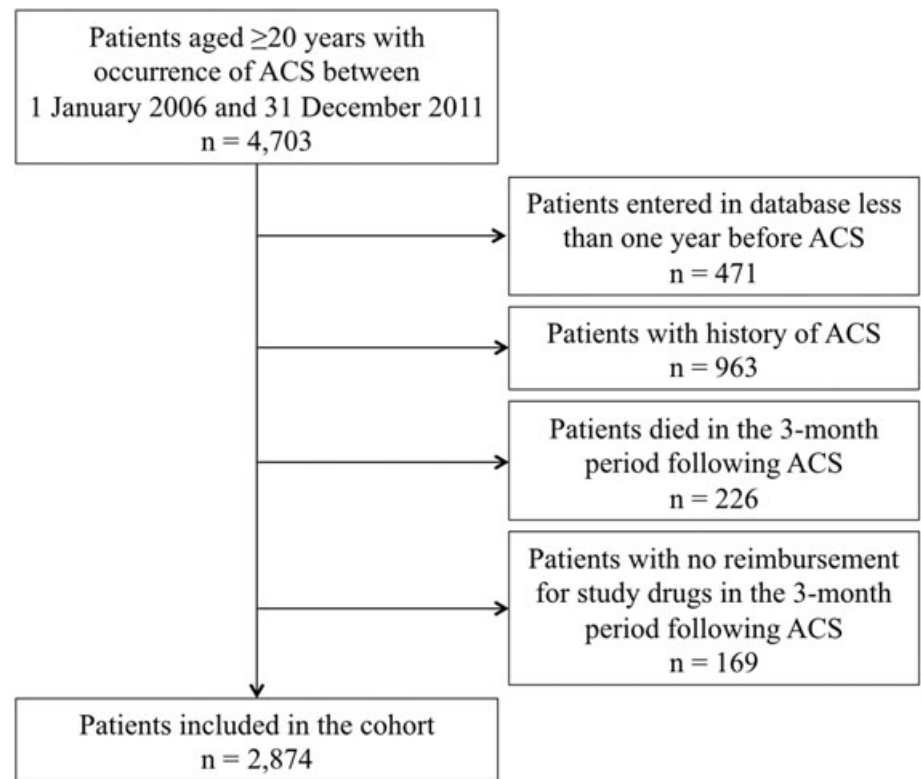 Patients aged ≥20 years with
occurrence of ACS between
1 January 2006 and 31 December 2011
n = 4,703
Patients entered in database less
than one year before ACS
n = 471
Patients with history of ACS
n = 963
Patients died in the 3-month
period following ACS
n = 226
Patients with no reimbursement
for study drugs in the 3-month
period following ACS
n = 169
Patients included in the cohort
n = 2,874